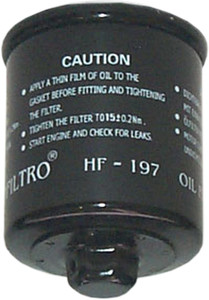 CAUTION
• APPLY A THIN FILM OF OIL TO THE
GASKET BEFORE FITTING AND TIGHTENING
THE FILTER.
• TIGHTEN THE FILTER TO15±0.2Nm.
• START ENGINE AND CHECK FOR LEAKS.
FILTRO® HF - 197 OIL